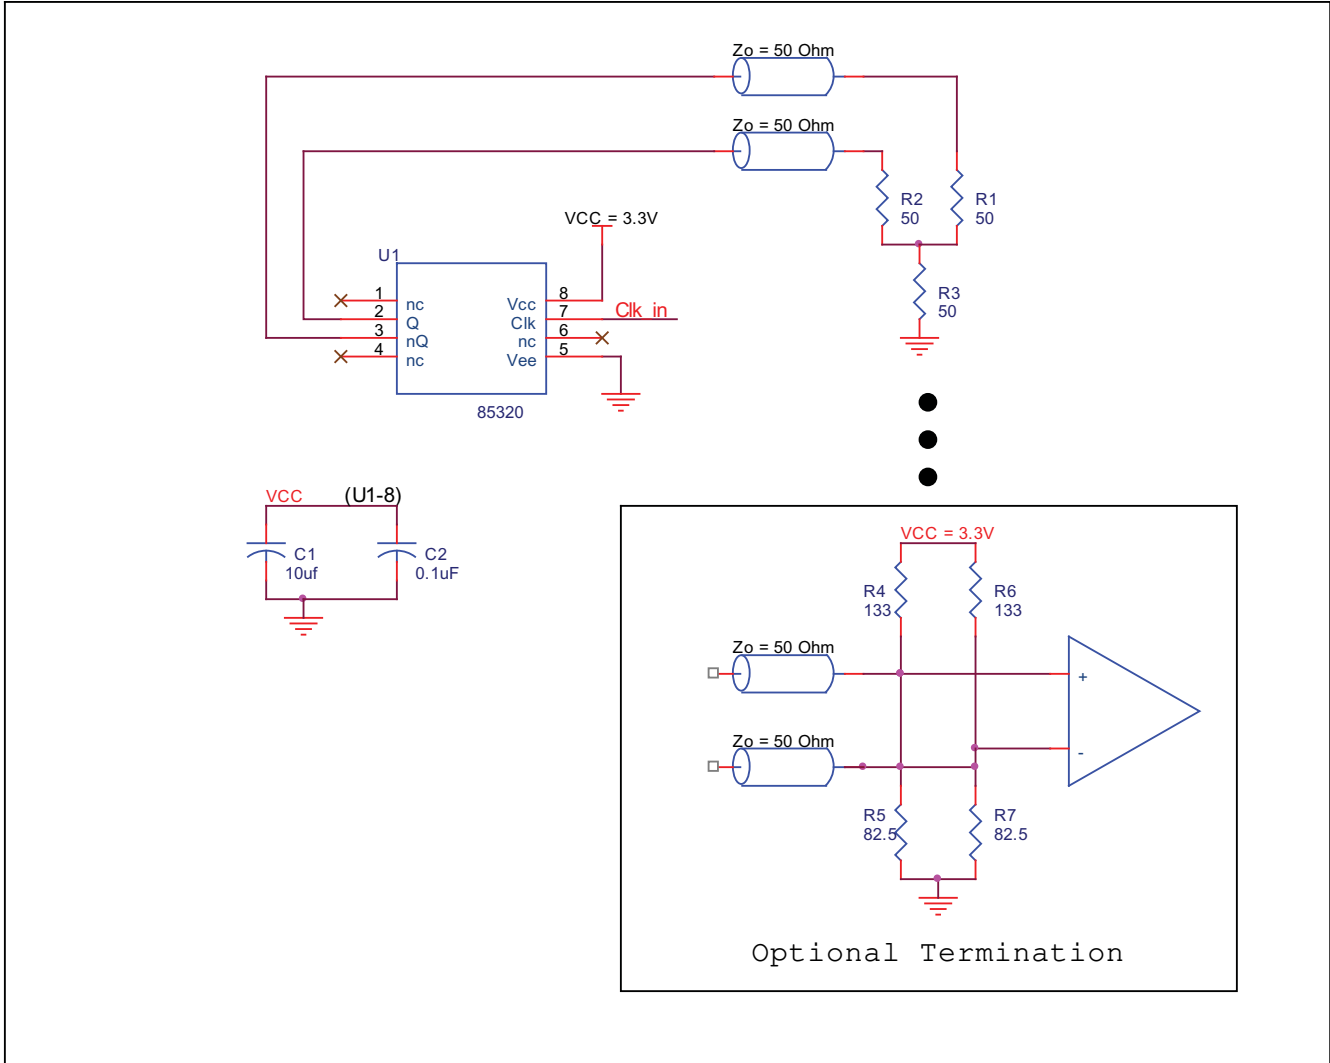 Zo = 50 Ohm
Zo = 50 Ohm
R2
50
R1
50
VCC = 3.3V
U1
1
2
3
4
nc
Q
nQ
nc
Vcc
Clk
nc
Vee
8
7
6
5
Clk_in
85320
R3
50
VCC
(U1-8)
C1
10uf
C2
0.1uF
VCC = 3.3V
R4
133
R6
133
Zo = 50 Ohm
+
Zo = 50 Ohm
-
R5
82.5
R7
82.5
Optional Termination